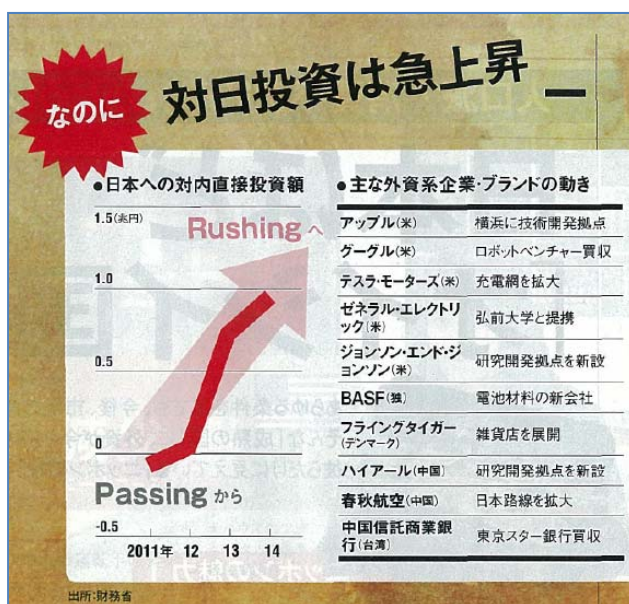 なのに
対日投資は急上昇ー
●日本への対内直接投資額
1.5(兆円)
Rushingへ
1.0
0.5
0
Passingから
-0.5
2011年 12 13 14
●主な外資系企業・ブランドの動き
アップル(米) 横浜に技術開発拠点
グーグル(米) ロボットベンチャー買収
テスラ・モーターズ(米) 充電網を拡大
ゼネラル・エレクトリ
ック(米) 弘前大学と提携
ジョンソン・エンド・ジ
ョンソン(米) 研究開発拠点を新設
BASF(独) 電池材料の新会社
フライングタイガー
(デンマーク) 雑貨店を展開
ハイアール(中国) 研究開発拠点を新設
春秋航空(中国) 日本路線を拡大
中国信託商業銀
行(台湾) 東京スター銀行買収
出所:財務省